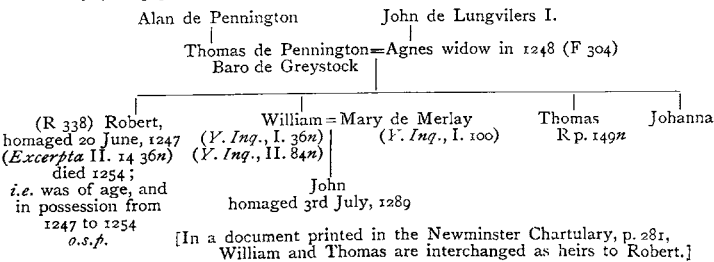 Alan de Pennington John de Lungvilers I.
Thomas de Pennington=Agnes widow in 1248 (F 304)
Baro de Greystock
(R 338) Robert,
homaged 20 June, 1247
(Excerpta II. 14 36n)
died 1254;
i.e. was of age, and
in possession from
1247 to 1254
o.s.p.
William=Mary de Merlay
(Y. Inq., I. 36n) (Y. Inq., I. 100)
(Y. Inq., II. 84n)
John
homaged 3rd July, 1289
Thomas
R p. 149n
Johanna
[In a document printed in the Newminster Chartulary, p. 281,
William and Thomas are interchanged as heirs to Robert.]